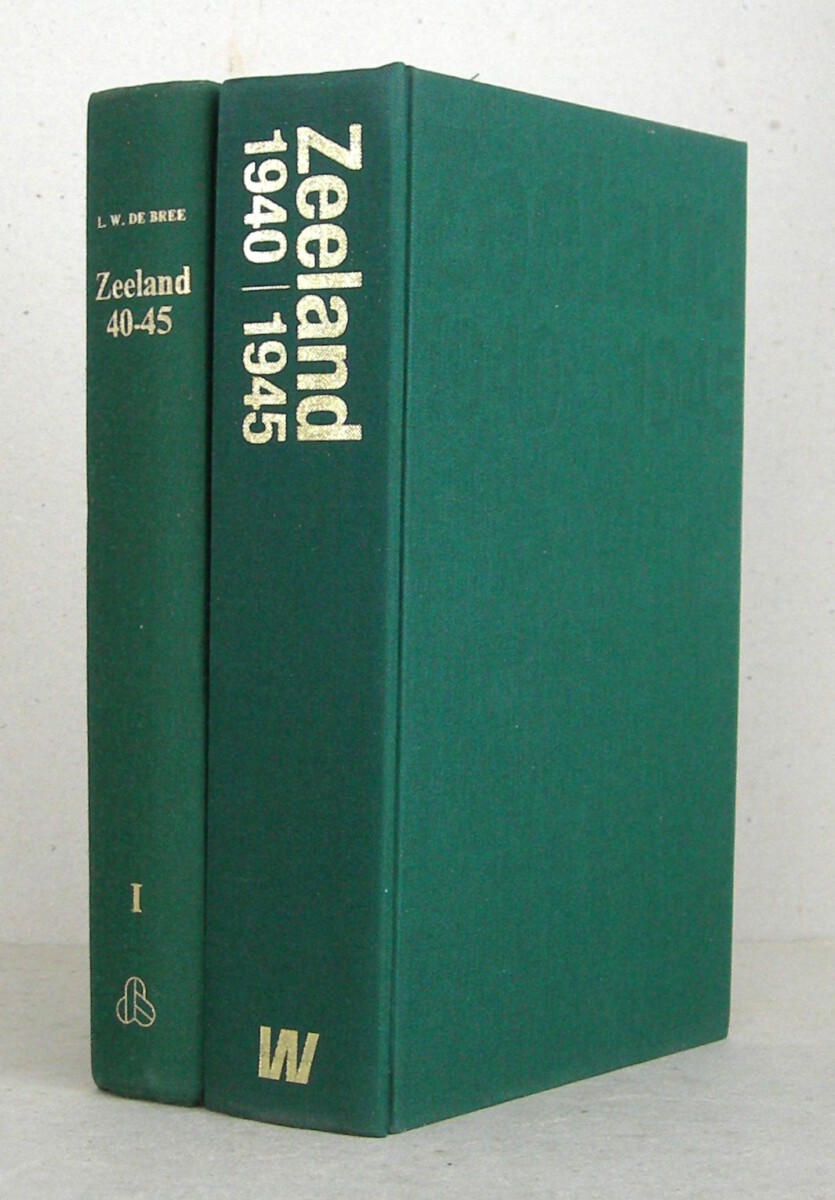 L. W. DE BREE
Zeeland
40-45
I
Zeeland
1940 | 1945
W